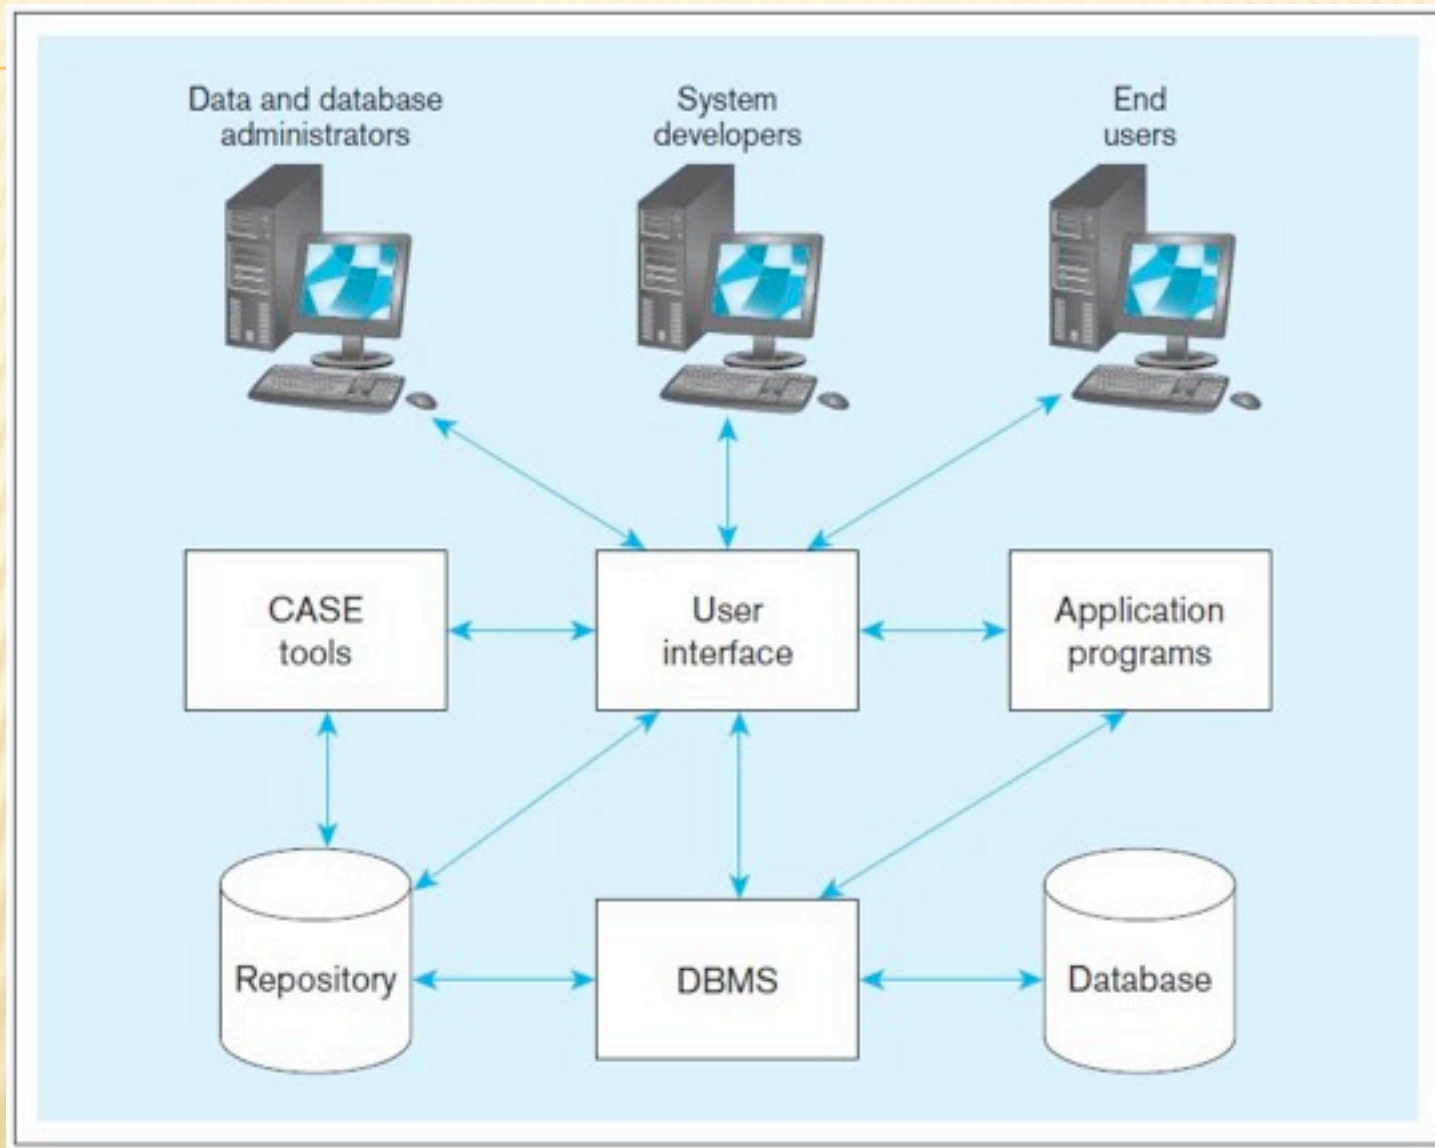 Data and database
administrators
System
developers
End
users
CASE
tools
User
interface
Application
programs
Repository
DBMS
Database